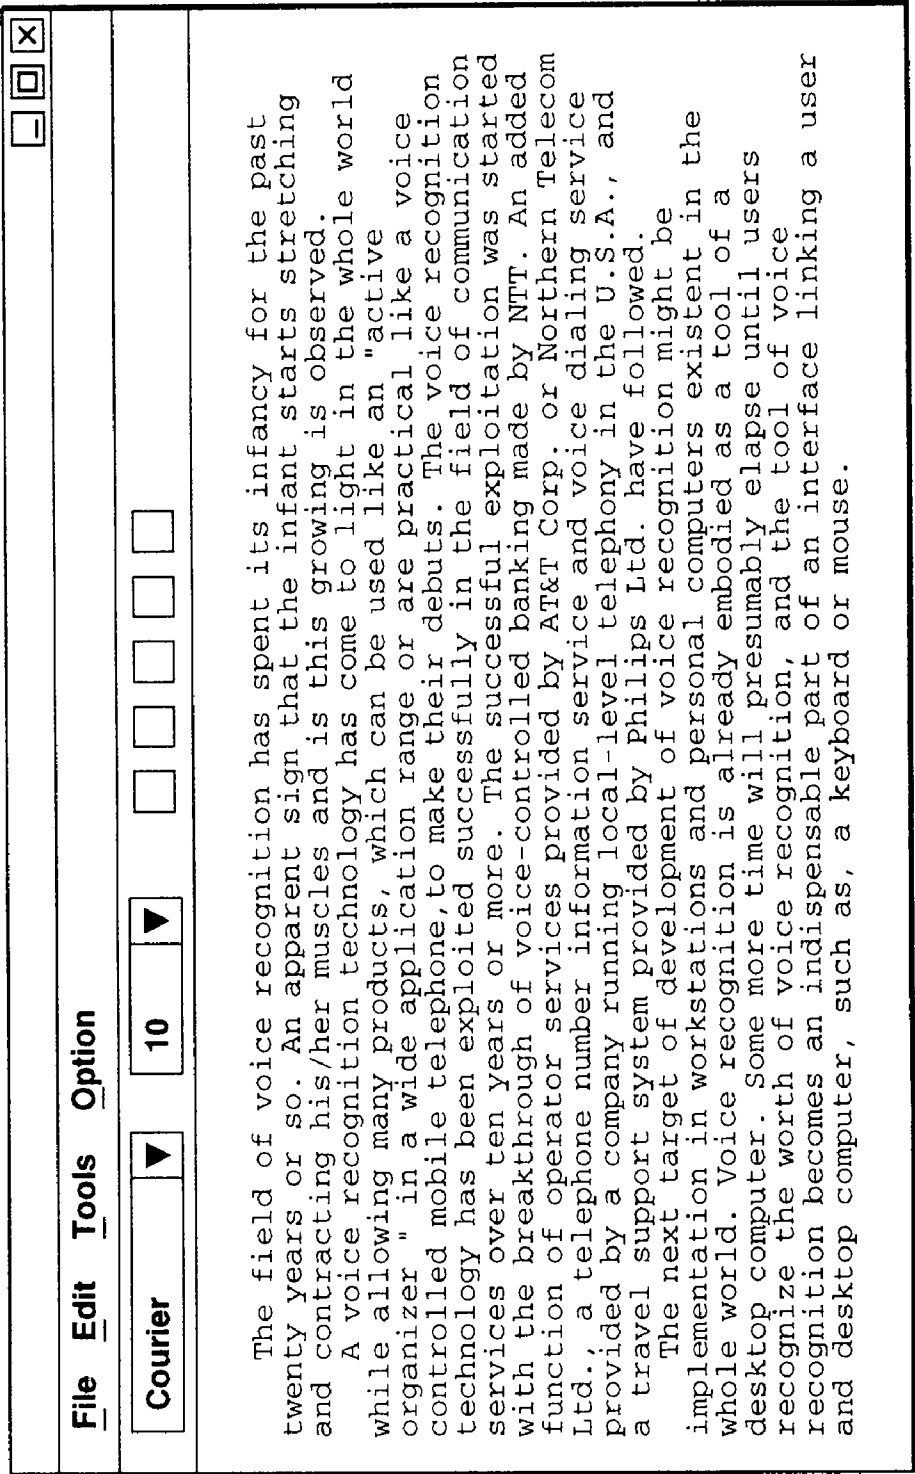 File Edit Tools Option
Courier 10
The field of voice recognition has spent its infancy for the past
twenty years or so. An apparent sign that the infant starts stretching
and contracting his/her muscles and is this growing is observed.
A voice recognition technology has come to light in the whole world
while allowing many products, which can be used like an "active
organizer " in a wide application range or are practical like a voice
controlled mobile telephone,to make their debuts. The voice recognition
technology has been exploited successfully in the field of communication
services over ten years or more. The successful exploitation was started
with the breakthrough of voice-controlled banking made by NTT. An added
function of operator services provided by AT&T Corp. or Northern Telecom
Ltd., a telephone number information service and voice dialing service
provided by a company running local-level telephony in the U.S.A., and
a travel support system provided by Philips Ltd. have followed.
The next target of development of voice recognition might be
implementation in workstations and personal computers existent in the
whole world. Voice recognition is already embodied as a tool of a
desktop computer. Some more time will presumably elapse until users
recognize the worth of voice recognition, and the tool of voice
recognition becomes an indispensable part of an interface linking a user
and desktop computer, such as, a keyboard or mouse.